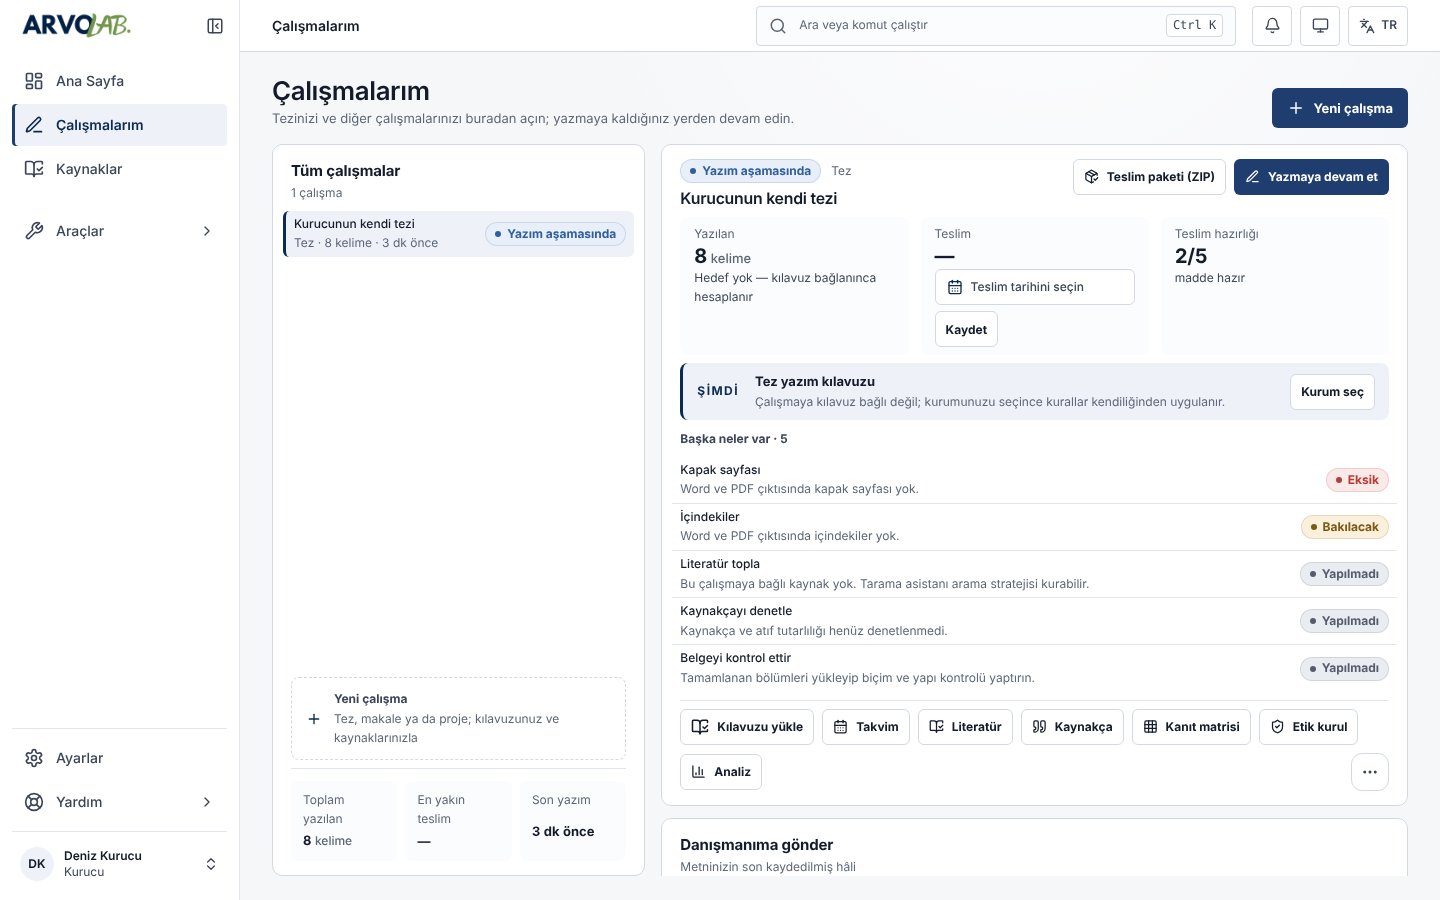 ARVOLAB.
Ana Sayfa
Çalışmalarım
Kaynaklar
Araçlar
Ayarlar
Yardım
DK
Deniz Kurucu
Kurucu
Çalışmalarım
Ara veya komut çalıştır
Ctrl K
TR
Çalışmalarım
Tezinizi ve diğer çalışmalarınızı buradan açın; yazmaya kaldığınız yerden devam edin.
Yeni çalışma
Tüm çalışmalar
1 çalışma
Kurucunun kendi tezi
Tez · 8 kelime · 3 dk önce
Yazım aşamasında
Yeni çalışma
Tez, makale ya da proje; kılavuzunuz ve
kaynaklarınızla
Toplam
yazılan
8 kelime
En yakın
teslim
—
Son yazım
3 dk önce
Yazım aşamasında
Tez
Kurucunun kendi tezi
Teslim paketi (ZIP)
Yazmaya devam et
Yazılan
8 kelime
Hedef yok — kılavuz bağlanınca
hesaplanır
Teslim
—
Teslim tarihini seçin
Kaydet
Teslim hazırlığı
2/5
madde hazır
ŞİMDİ
Tez yazım kılavuzu
Çalışmaya kılavuz bağlı değil; kurumunuzu seçince kurallar kendiliğinden uygulanır.
Kurum seç
Başka neler var · 5
Kapak sayfası
Word ve PDF çıktısında kapak sayfası yok.
Eksik
İçindekiler
Word ve PDF çıktısında içindekiler yok.
Bakılacak
Literatür topla
Bu çalışmaya bağlı kaynak yok. Tarama asistanı arama stratejisi kurabilir.
Yapılmadı
Kaynakçayı denetle
Kaynakça ve atıf tutarlılığı henüz denetlenmedi.
Yapılmadı
Belgeyi kontrol ettir
Tamamlanan bölümleri yükleyip biçim ve yapı kontrolü yaptırın.
Yapılmadı
Kılavuzu yükle
Takvim
Literatür
Kaynakça
Kanıt matrisi
Etik kurul
Analiz
Danışmanıma gönder
Metninizin son kaydedilmiş hâli